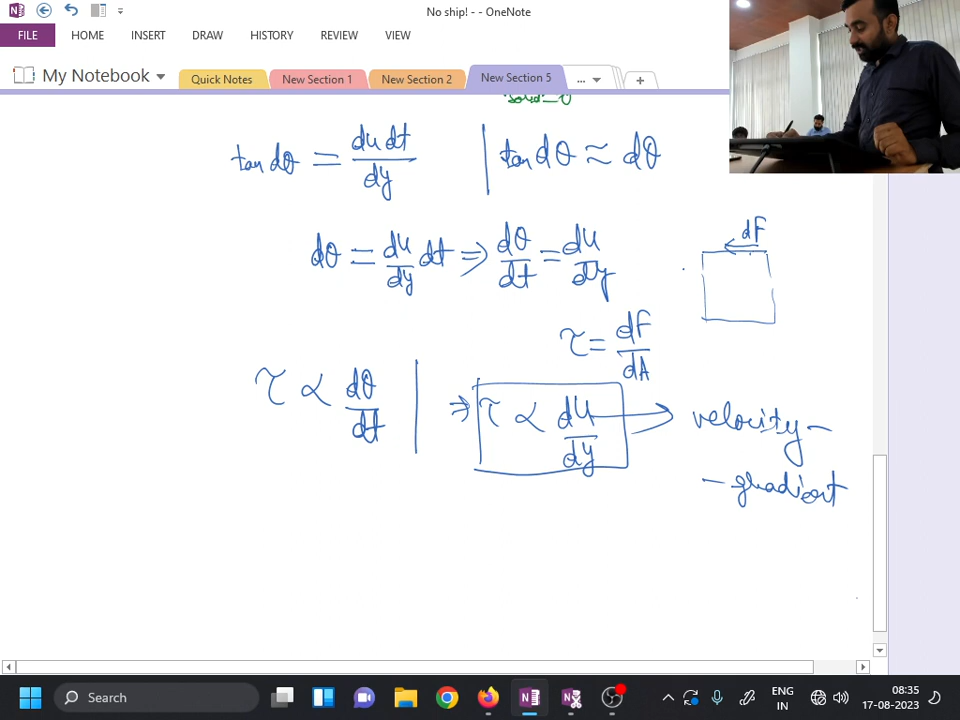 No ship! - - OneNote
FILE HOME INSERT DRAW HISTORY REVIEW VIEW
My Notebook Quick Notes New Section 1 New Section 2 New Section 5 ... +
tan dθ = du dt / dy | tan dθ ≈ dθ
dF
dθ = du/dy dt ⇒ dθ/dt = du/dy
τ = dF/dA
τ ∝ dθ/dt | ⇒ τ ∝ du/dy → velocity -
- gradient
Search ENG IN 08:35 17-08-2023